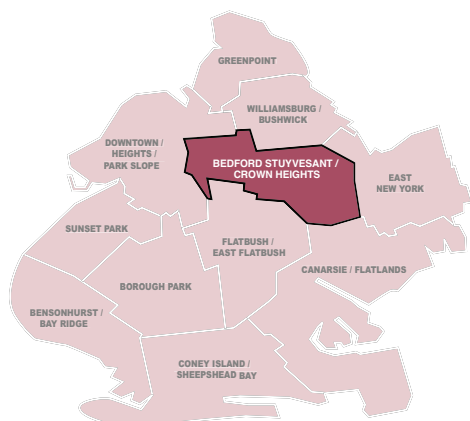 GREENPOINT
WILLIAMSBURG /
BUSHWICK
DOWNTOWN /
HEIGHTS /
PARK SLOPE
BEDFORD STUYVESANT /
CROWN HEIGHTS
EAST
NEW YORK
SUNSET PARK
FLATBUSH /
EAST FLATBUSH
CANARSIE / FLATLANDS
BOROUGH PARK
BENSONHURST /
BAY RIDGE
CONEY ISLAND /
SHEEPSHEAD BAY